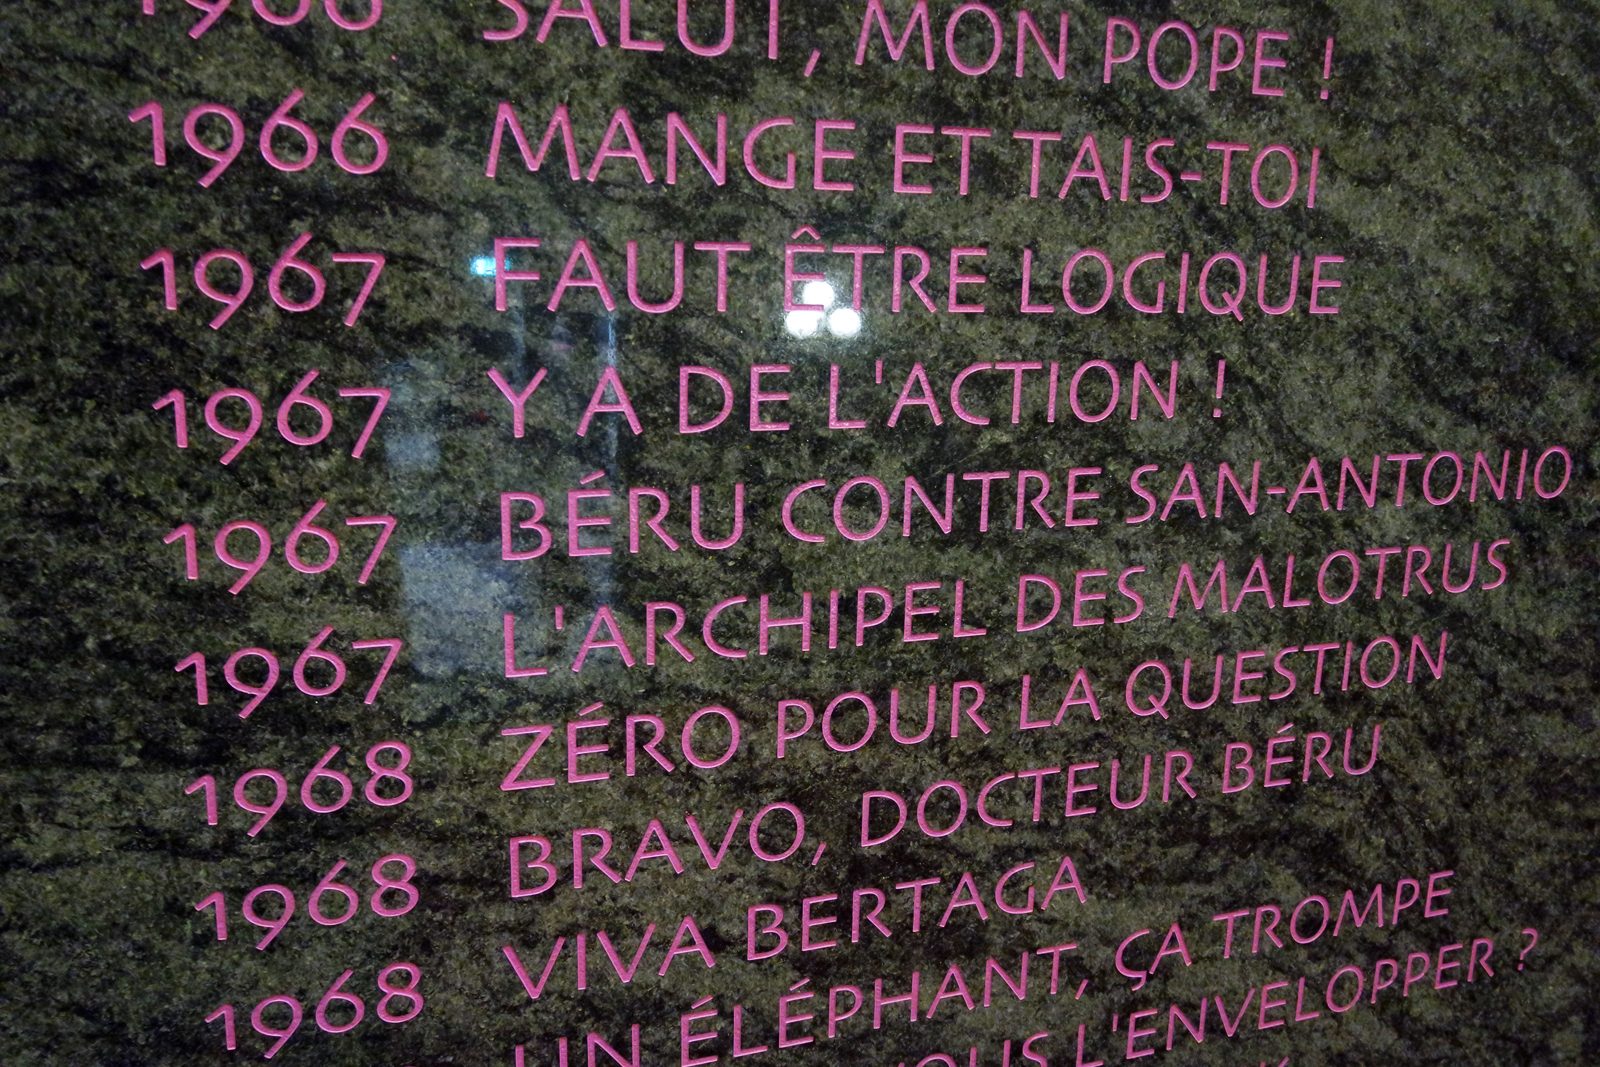 1966 SALUT, MON POPE !
1966 MANGE ET TAIS-TOI
1967 FAUT ÊTRE LOGIQUE
1967 Y A DE L'ACTION !
1967 BÉRU CONTRE SAN-ANTONIO
1967 L'ARCHIPEL DES MALOTRUS
1968 ZÉRO POUR LA QUESTION
1968 BRAVO, DOCTEUR BÉRU
1968 VIVA BERTAGA
UN ÉLÉPHANT, ÇA TROMPE
VOUS L'ENVELOPPER ?